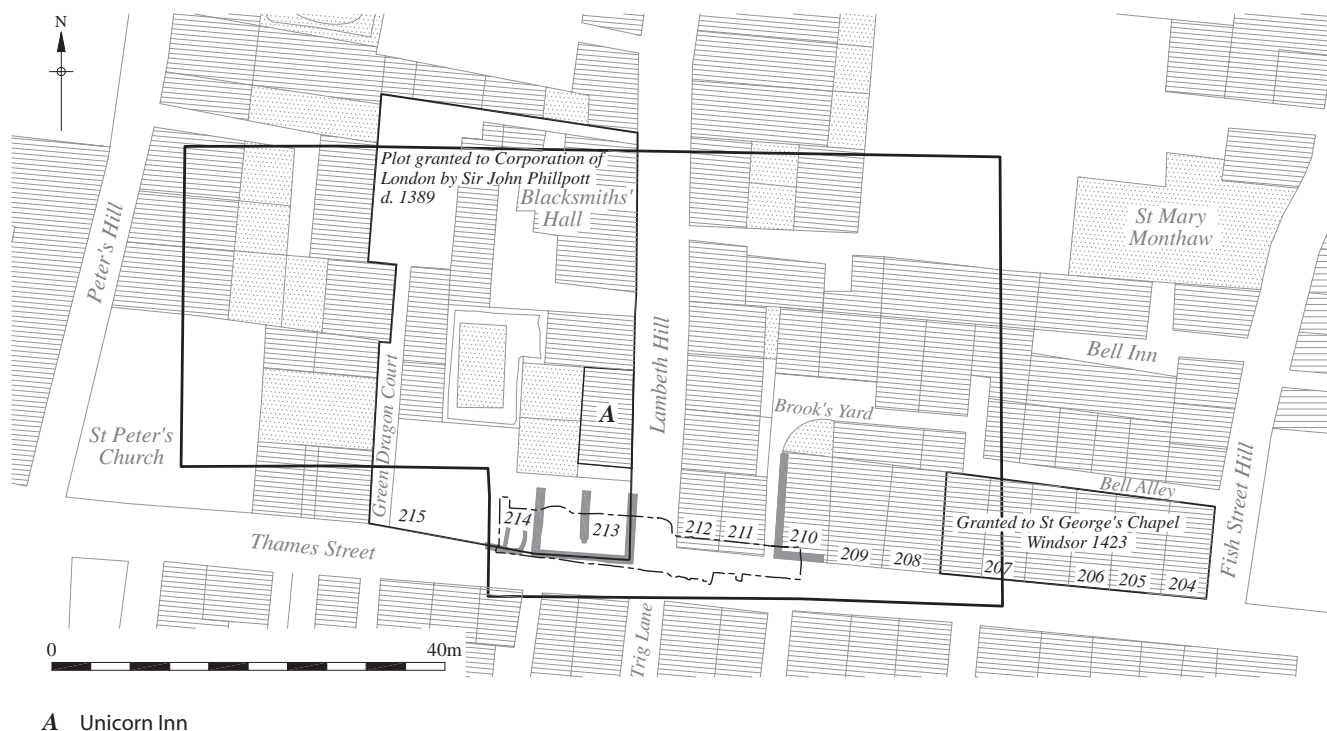 N
Plot granted to Corporation of
London by Sir John Phillpott
d. 1389
Blacksmiths'
Hall
St Mary
Monthaw
Peter's Hill
Lambeth Hill
Bell Inn
Green Dragon Court
A
Brook's Yard
St Peter's
Church
Bell Alley
Fish Street Hill
215
214
213
212
211
210
209
208
Granted to St George's Chapel
Windsor 1423
207
206
205
204
Thames Street
Trig Lane
0
40m
A Unicorn Inn